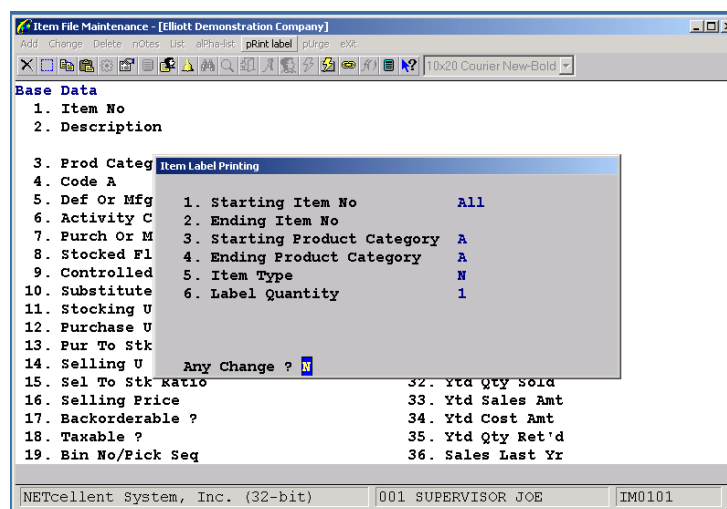 Item File Maintenance - [Elliott Demonstration Company]
Add Change Delete nOtes List alPha-list pRint label pUrge eXit
10x20 Courier New-Bold
Base Data
1. Item No
2. Description
3. Prod Categ
4. Code A
5. Def Or Mfg
6. Activity C
7. Purch Or M
8. Stocked Fl
9. Controlled
10. Substitute
11. Stocking U
12. Purchase U
13. Pur To Stk
14. Selling U
15. Sel To Stk Ratio
16. Selling Price
17. Backorderable ?
18. Taxable ?
19. Bin No/Pick Seq
Item Label Printing
1. Starting Item No All
2. Ending Item No
3. Starting Product Category A
4. Ending Product Category A
5. Item Type N
6. Label Quantity 1
Any Change ? N
32. Ytd Qty Sold
33. Ytd Sales Amt
34. Ytd Cost Amt
35. Ytd Qty Ret'd
36. Sales Last Yr
NETcellent System, Inc. (32-bit) 001 SUPERVISOR JOE IM0101